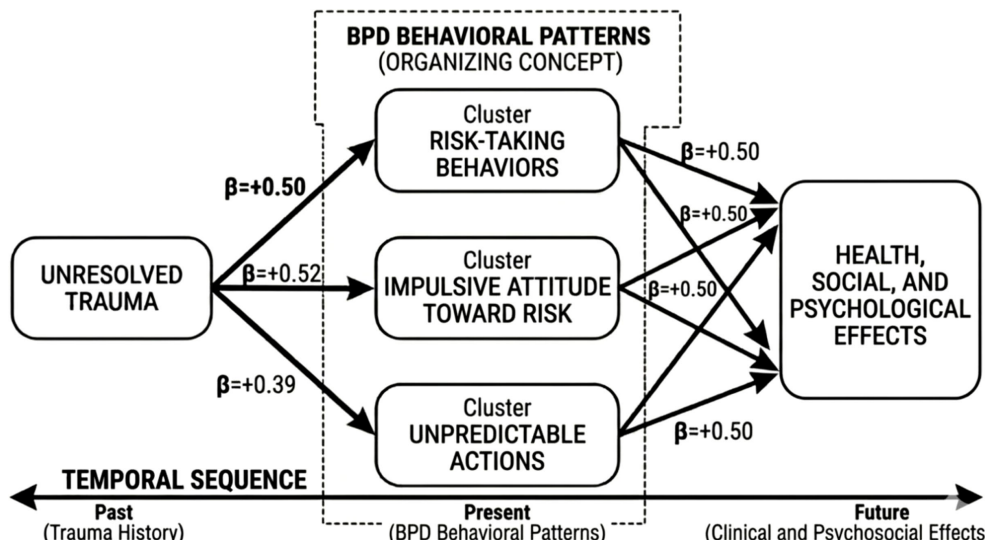 BPD BEHAVIORAL PATTERNS
(ORGANIZING CONCEPT)
Cluster
RISK-TAKING
BEHAVIORS
β=+0.50
β=+0.50
β=+0.50
UNRESOLVED
TRAUMA
β=+0.52
Cluster
IMPULSIVE ATTITUDE
TOWARD RISK
β=+0.50
HEALTH,
SOCIAL, AND
PSYCHOLOGICAL
EFFECTS
β=+0.39
Cluster
UNPREDICTABLE
ACTIONS
β=+0.50
TEMPORAL SEQUENCE
Past
(Trauma History)
Present
(BPD Behavioral Patterns)
Future
(Clinical and Psychosocial Effects